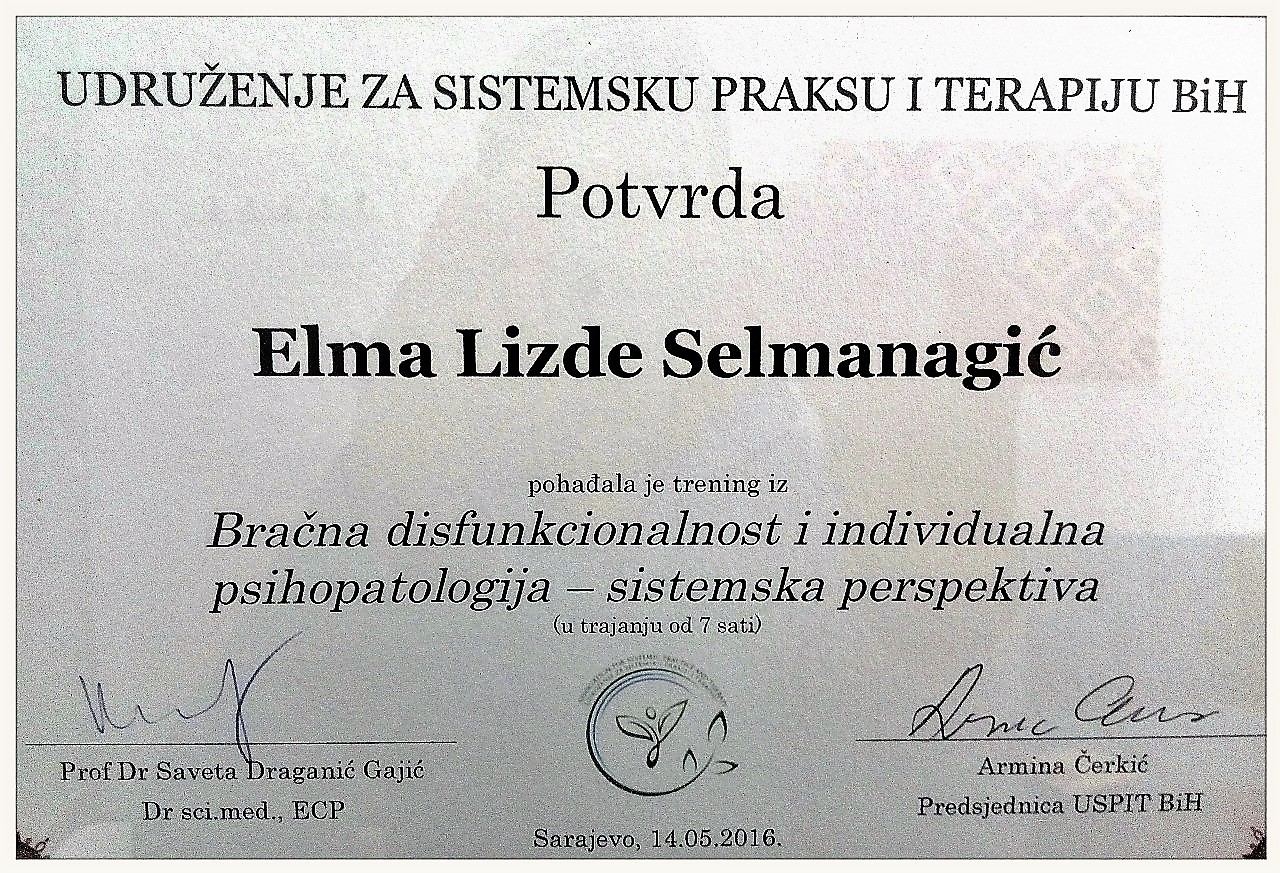 UDRUŽENJE ZA SISTEMSKU PRAKSU I TERAPIJU BiH
Potvrda
Elma Lizde Selmanagić
pohađala je trening iz
Bračna disfunkcionalnost i individualna
psihopatologija – sistemska perspektiva
(u trajanju od 7 sati)
Prof Dr Saveta Draganić Gajić
Dr sci.med., ECP
Armina Čerkić
Predsjednica USPIT BiH
Sarajevo, 14.05.2016.